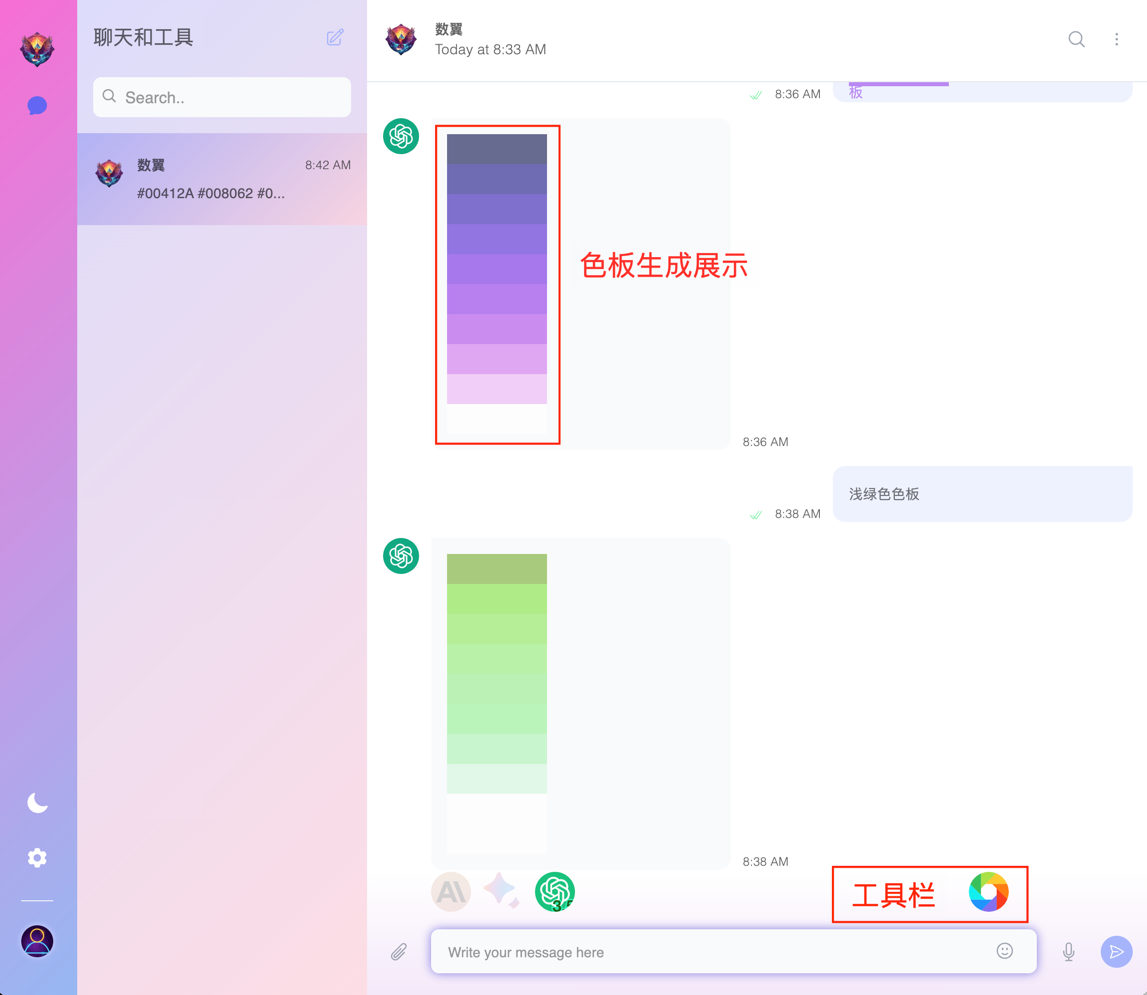 聊天和工具
Search..
数翼
8:42 AM
#00412A #008062 #0...
数翼
Today at 8:33 AM
8:36 AM
板
色板生成展示
8:36 AM
浅绿色色板
8:38 AM
8:38 AM
3.5
工具栏
Write your message here